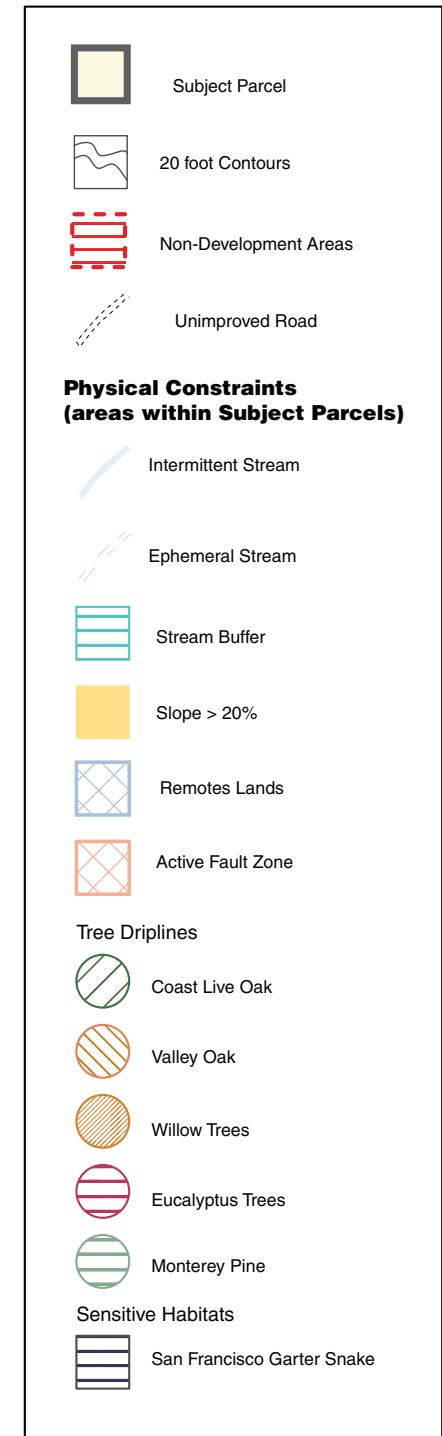 Subject Parcel
20 foot Contours
Non-Development Areas
Unimproved Road
Physical Constraints
(areas within Subject Parcels)
Intermittent Stream
Ephemeral Stream
Stream Buffer
Slope > 20%
Remotes Lands
Active Fault Zone
Tree Driplines
Coast Live Oak
Valley Oak
Willow Trees
Eucalyptus Trees
Monterey Pine
Sensitive Habitats
San Francisco Garter Snake